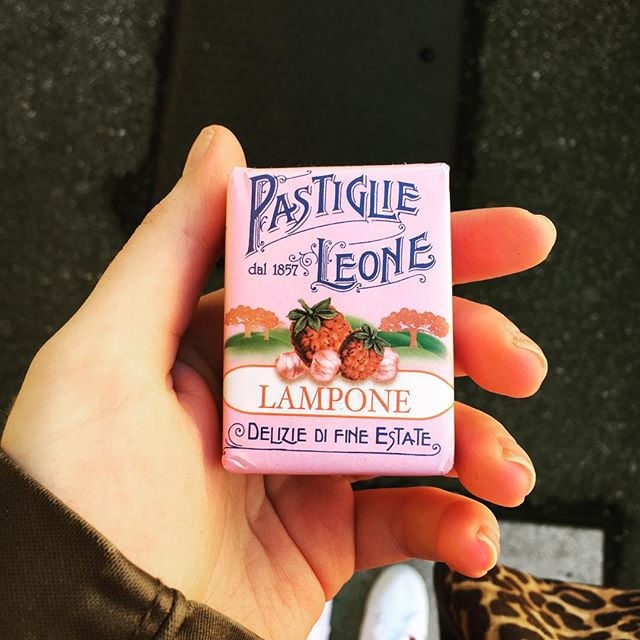 PASTIGLIE
LEONE
dal 1857
LAMPONE
DELIZIE DI FINE ESTATE